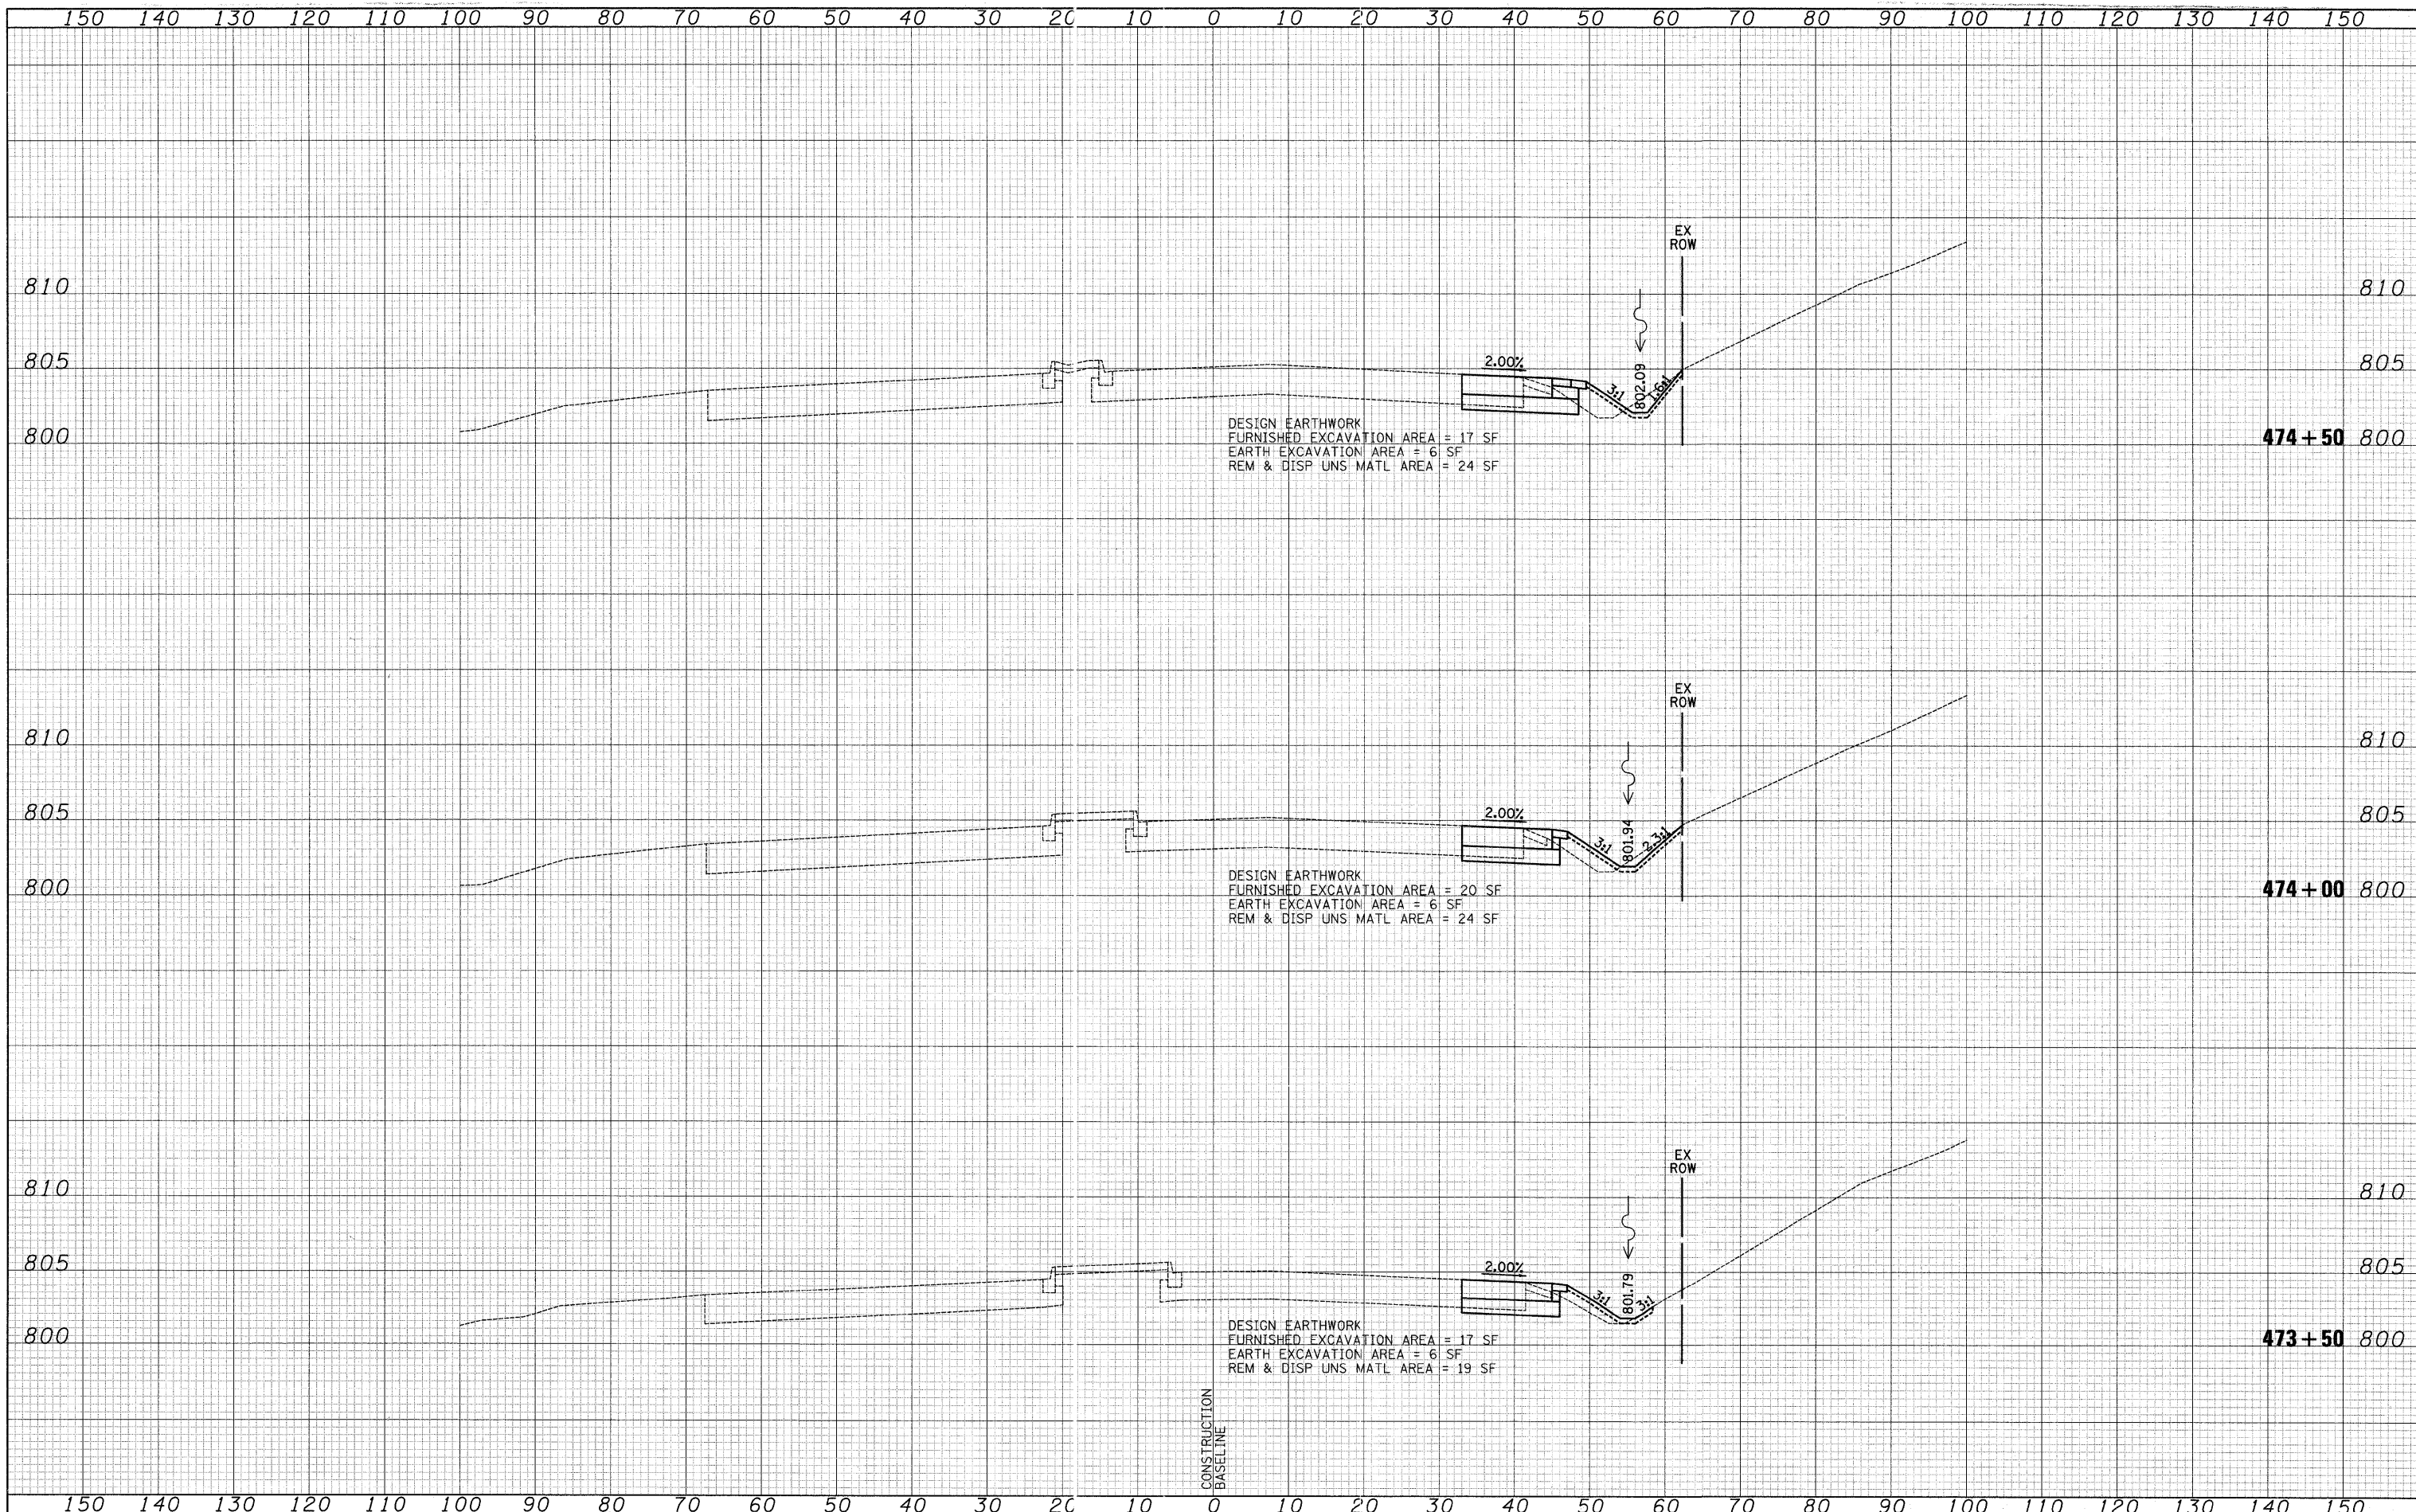 150 140 130 120 110 100 90 80 70 60 50 40 30 20 10 0 10 20 30 40 50 60 70 80 90 100 110 120 130 140 150
EX
ROW
810 810
805 2.00% 3:1 802.09 1.6:1 805
800 474+50 800
DESIGN EARTHWORK
FURNISHED EXCAVATION AREA = 17 SF
EARTH EXCAVATION AREA = 6 SF
REM & DISP UNS MATL AREA = 24 SF
EX
ROW
810 810
805 2.00% 3:1 801.94 2.3:1 805
800 474+00 800
DESIGN EARTHWORK
FURNISHED EXCAVATION AREA = 20 SF
EARTH EXCAVATION AREA = 6 SF
REM & DISP UNS MATL AREA = 24 SF
EX
ROW
810 810
805 2.00% 3:1 801.79 3:1 805
800 473+50 800
DESIGN EARTHWORK
FURNISHED EXCAVATION AREA = 17 SF
EARTH EXCAVATION AREA = 6 SF
REM & DISP UNS MATL AREA = 19 SF
CONSTRUCTION
BASELINE
150 140 130 120 110 100 90 80 70 60 50 40 30 20 10 0 10 20 30 40 50 60 70 80 90 100 110 120 130 140 150